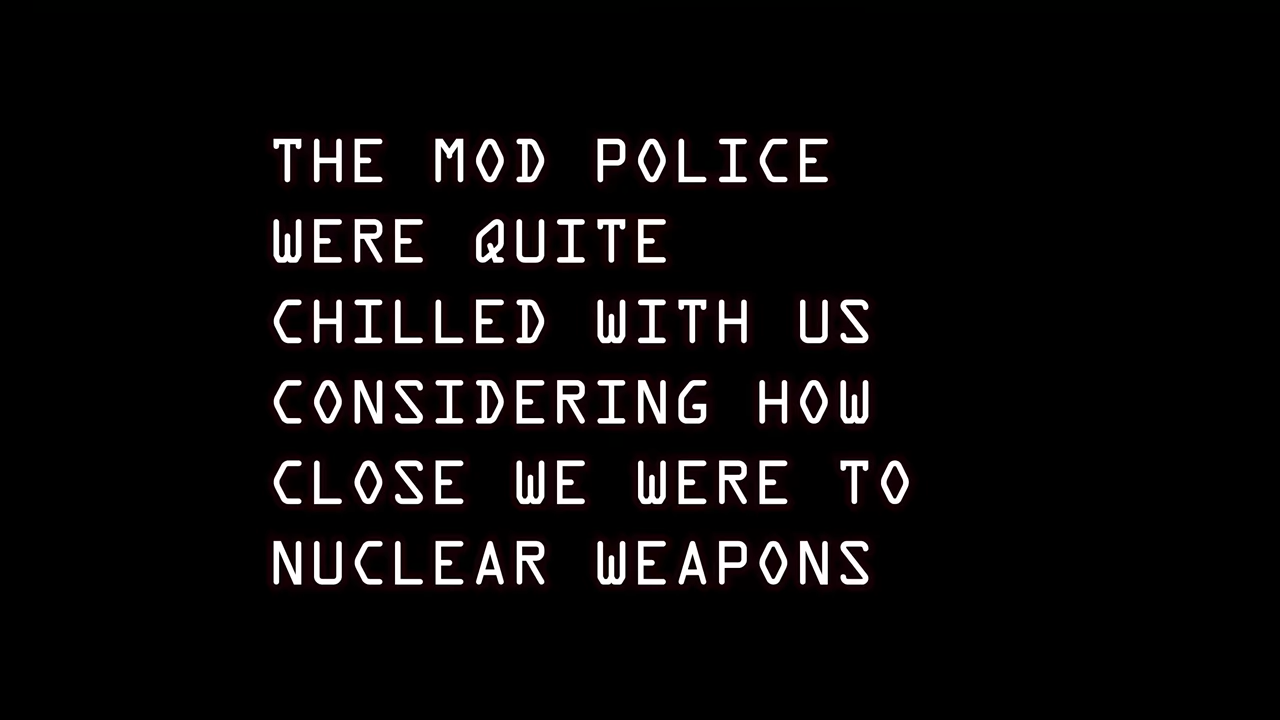 THE MOD POLICE
WERE QUITE
CHILLED WITH US
CONSIDERING HOW
CLOSE WE WERE TO
NUCLEAR WEAPONS